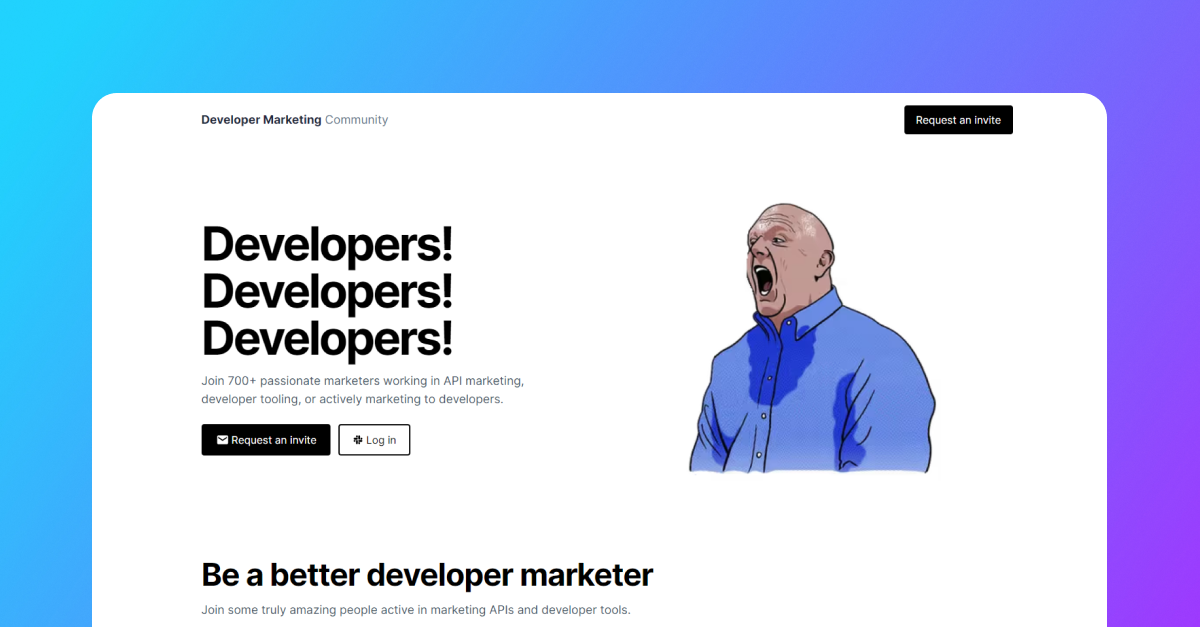 Developer Marketing Community
Request an invite
Developers!
Developers!
Developers!
Join 700+ passionate marketers working in API marketing,
developer tooling, or actively marketing to developers.
Request an invite
Log in
Be a better developer marketer
Join some truly amazing people active in marketing APIs and developer tools.